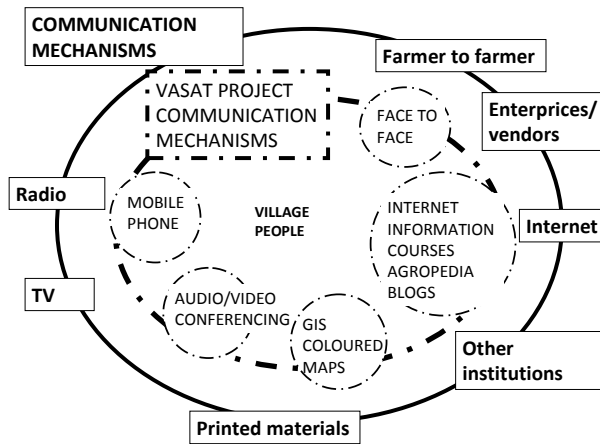 COMMUNICATION
MECHANISMS
Farmer to farmer
VASAT PROJECT
COMMUNICATION
MECHANISMS
FACE TO
FACE
Enterprices/
vendors
Radio
MOBILE
PHONE
VILLAGE
PEOPLE
INTERNET
INFORMATION
COURSES
AGROPEDIA
BLOGS
Internet
TV
AUDIO/VIDEO
CONFERENCING
GIS
COLOURED
MAPS
Other
institutions
Printed materials